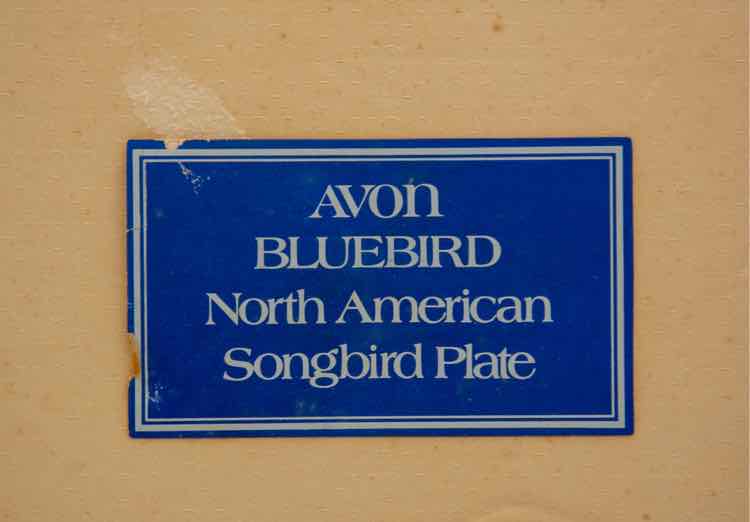 AVON
BLUEBIRD
North American
Songbird Plate